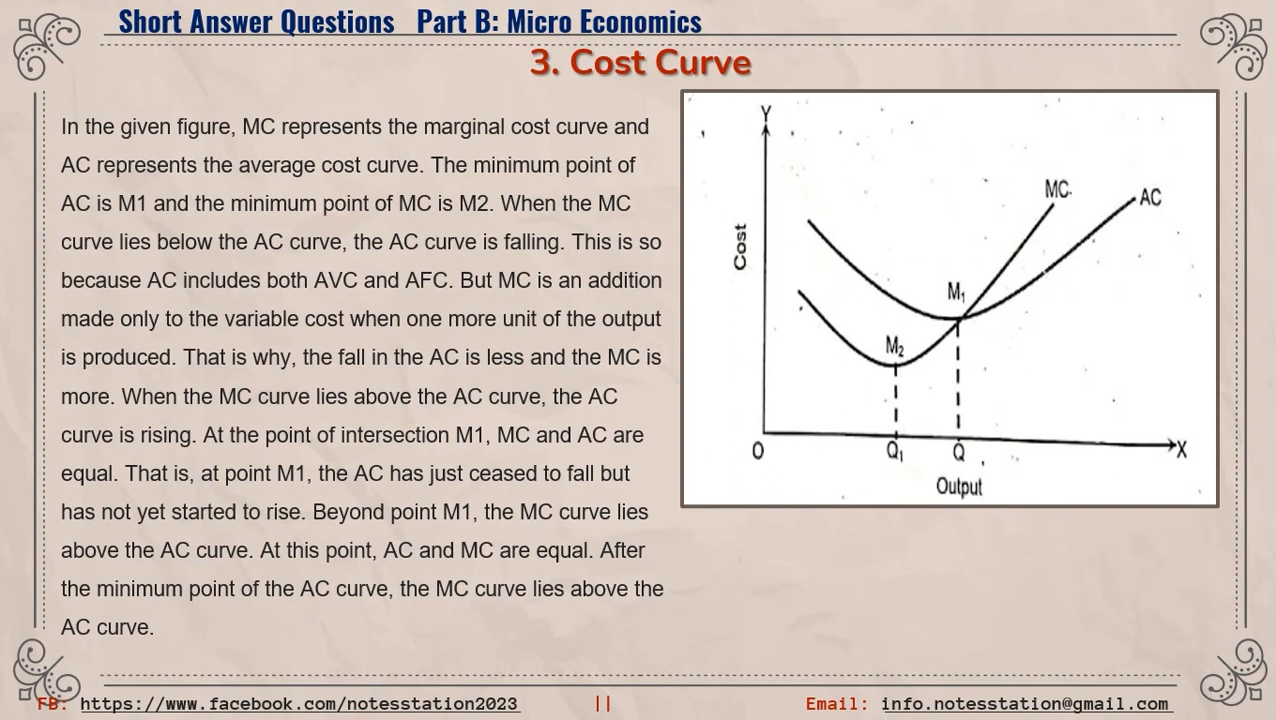 Short Answer Questions   Part B: Micro Economics
3. Cost Curve
In the given figure, MC represents the marginal cost curve and
AC represents the average cost curve. The minimum point of
AC is M1 and the minimum point of MC is M2. When the MC
curve lies below the AC curve, the AC curve is falling. This is so
because AC includes both AVC and AFC. But MC is an addition
made only to the variable cost when one more unit of the output
is produced. That is why, the fall in the AC is less and the MC is
more. When the MC curve lies above the AC curve, the AC
curve is rising. At the point of intersection M1, MC and AC are
equal. That is, at point M1, the AC has just ceased to fall but
has not yet started to rise. Beyond point M1, the MC curve lies
above the AC curve. At this point, AC and MC are equal. After
the minimum point of the AC curve, the MC curve lies above the
AC curve.
Y
MC
AC
Cost
M₁
M₂
O
Q₁
Q
X
Output
FB: https://www.facebook.com/notesstation2023 || Email: info.notesstation@gmail.com